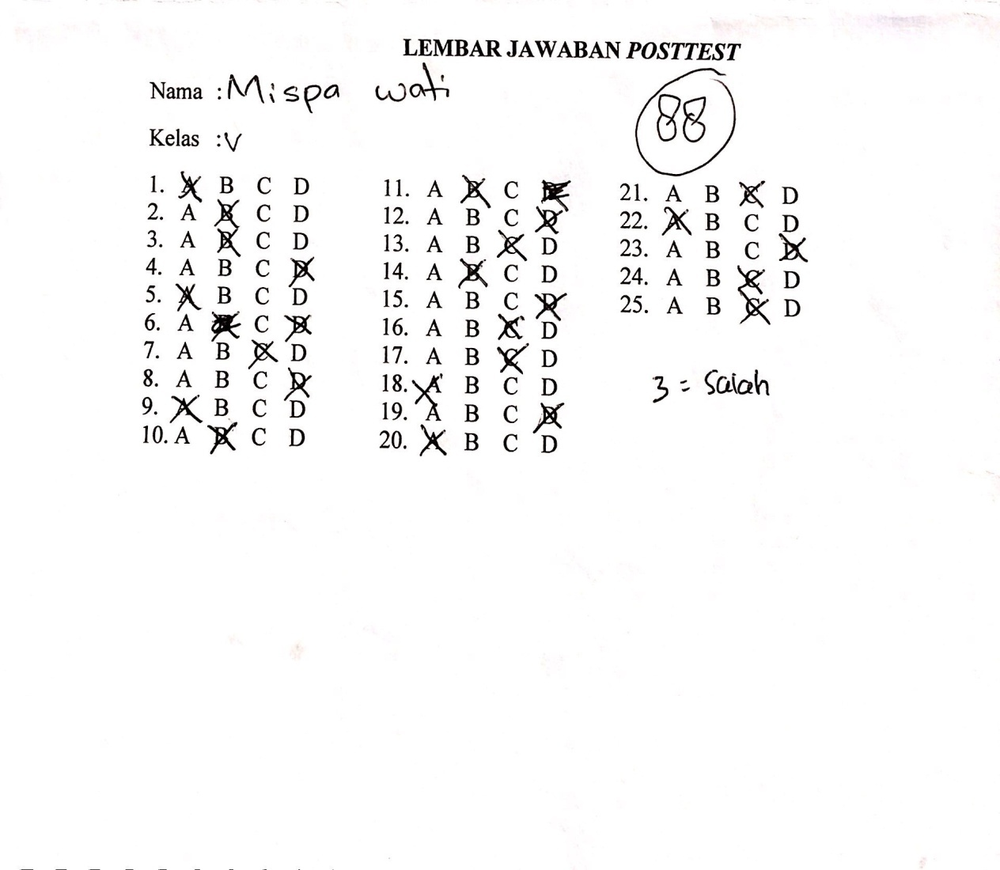 LEMBAR JAWABAN POSTTEST
Nama : Mispa wati
88
Kelas : V
1. A B C D
2. A B C D
3. A B C D
4. A B C D
5. A B C D
6. A B C D
7. A B C D
8. A B C D
9. A B C D
10. A B C D
11. A B C D
12. A B C D
13. A B C D
14. A B C D
15. A B C D
16. A B C D
17. A B C D
18. A B C D
19. A B C D
20. A B C D
21. A B C D
22. A B C D
23. A B C D
24. A B C D
25. A B C D
3 = Salah